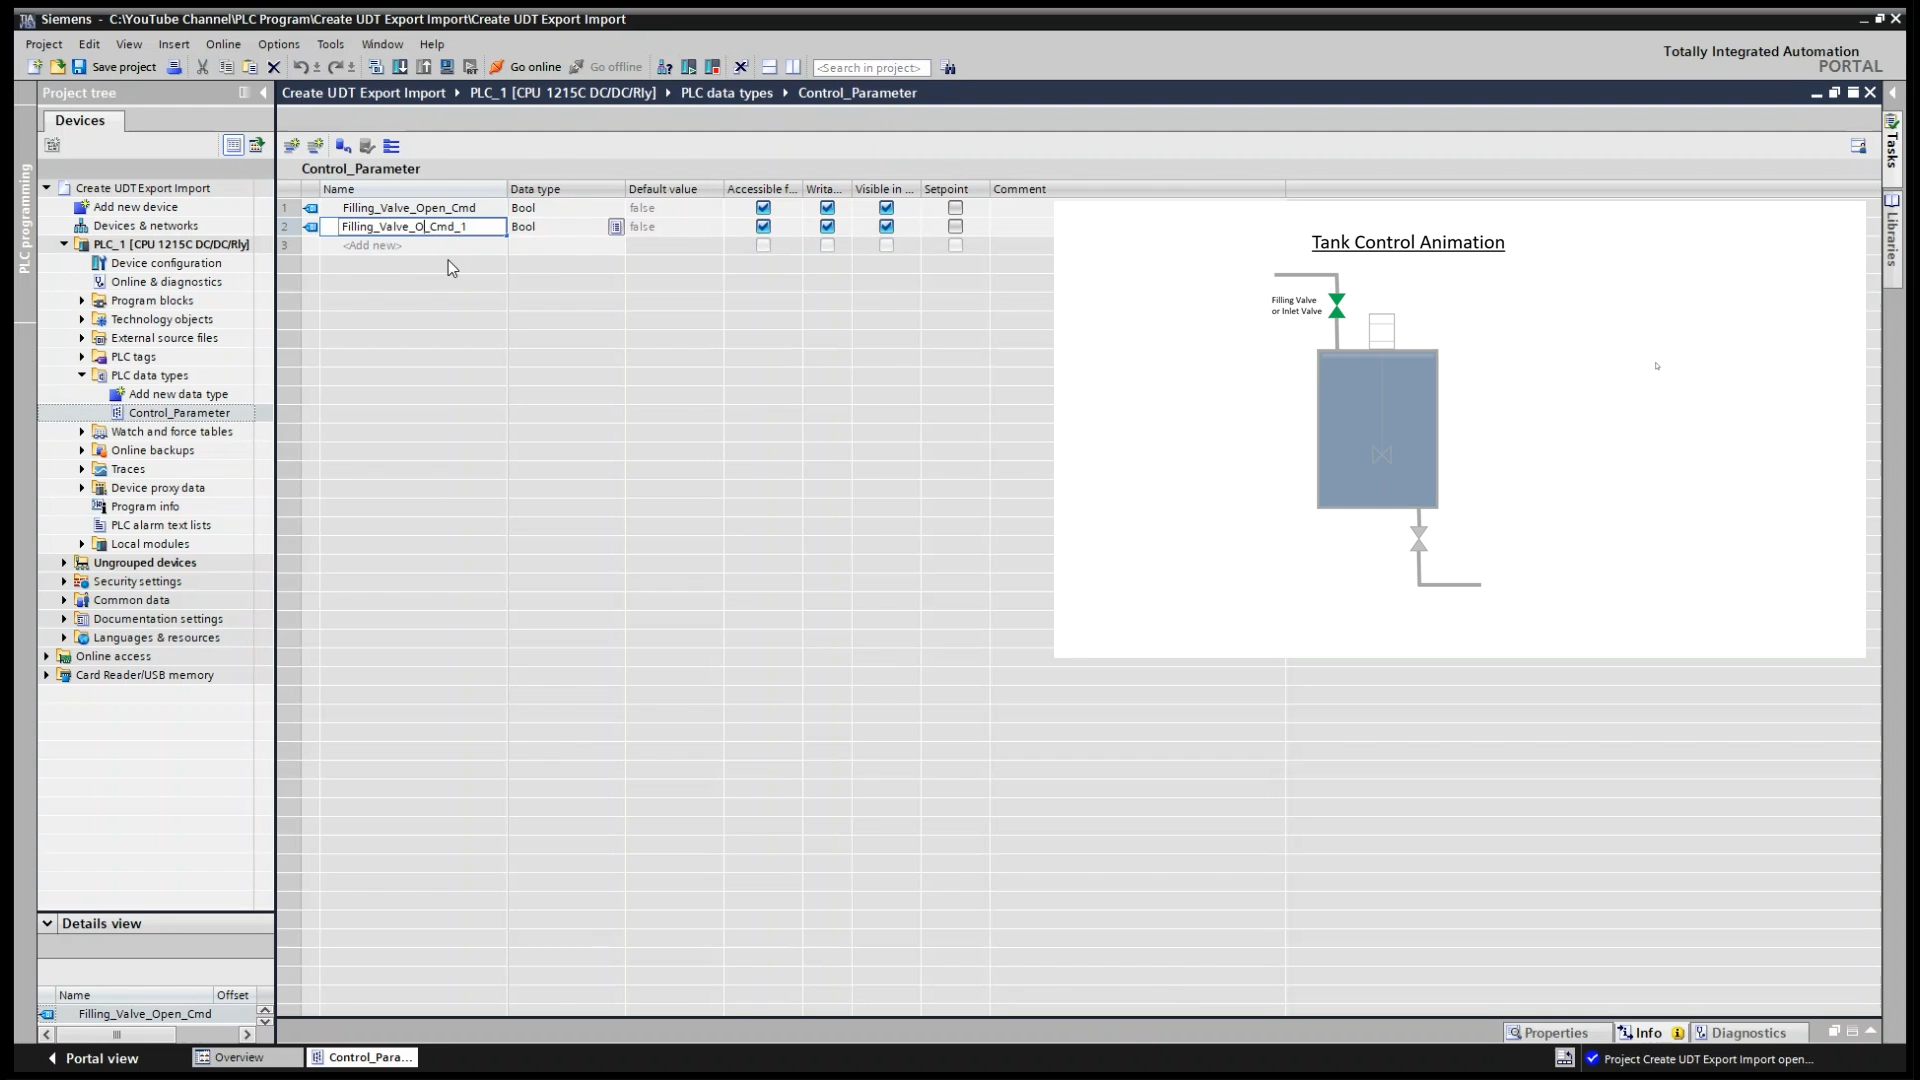 Siemens - C:\YouTube Channel\PLC Program\Create UDT Export Import\Create UDT Export Import
Project Edit View Insert Online Options Tools Window Help
Totally Integrated Automation
PORTAL
Save project Go online Go offline <Search in project>
Project tree
Create UDT Export Import PLC_1 [CPU 1215C DC/DC/Rly] PLC data types Control_Parameter
Devices
PLC programming
Tasks
Libraries
Control_Parameter
Name Data type Default value Accessible f... Writa... Visible in ... Setpoint Comment
1 Filling_Valve_Open_Cmd Bool false
2 Filling_Valve_O_Cmd_1 Bool false
3 <Add new>
Create UDT Export Import
Add new device
Devices & networks
PLC_1 [CPU 1215C DC/DC/Rly]
Device configuration
Online & diagnostics
Program blocks
Technology objects
External source files
PLC tags
PLC data types
Add new data type
Control_Parameter
Watch and force tables
Online backups
Traces
Device proxy data
Program info
PLC alarm text lists
Local modules
Ungrouped devices
Security settings
Common data
Documentation settings
Languages & resources
Online access
Card Reader/USB memory
Tank Control Animation
Filling Valve
or Inlet Valve
Details view
Name Offset
Filling_Valve_Open_Cmd
Properties Info Diagnostics
Portal view Overview Control_Para... Project Create UDT Export Import open...